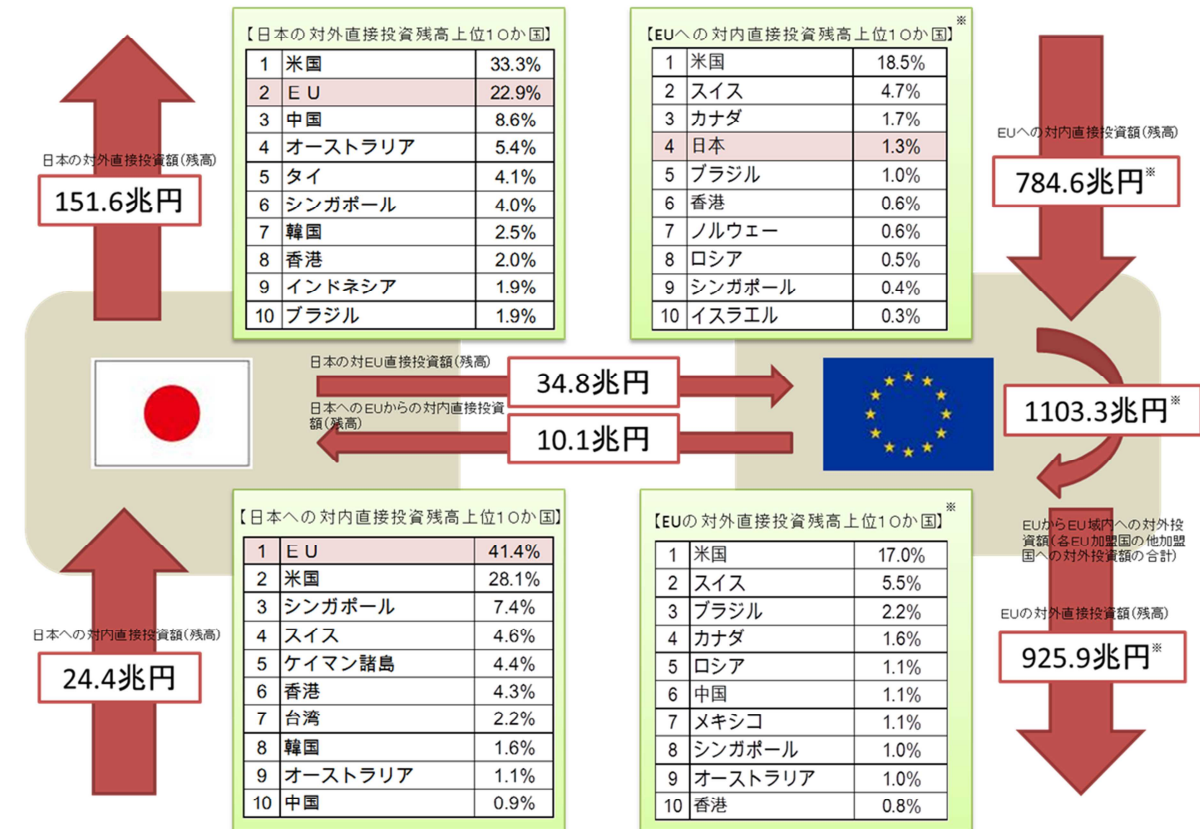 【日本の対外直接投資残高上位10か国】
1 米国 33.3%
2 EU 22.9%
3 中国 8.6%
4 オーストラリア 5.4%
5 タイ 4.1%
6 シンガポール 4.0%
7 韓国 2.5%
8 香港 2.0%
9 インドネシア 1.9%
10 ブラジル 1.9%
【EUへの対内直接投資残高上位10か国】※
1 米国 18.5%
2 スイス 4.7%
3 カナダ 1.7%
4 日本 1.3%
5 ブラジル 1.0%
6 香港 0.6%
7 ノルウェー 0.6%
8 ロシア 0.5%
9 シンガポール 0.4%
10 イスラエル 0.3%
日本の対外直接投資額(残高)
151.6兆円
EUへの対内直接投資額(残高)
784.6兆円※
日本の対EU直接投資額(残高)
34.8兆円
日本へのEUからの対内直接投資
額(残高)
10.1兆円
1103.3兆円※
EUからEU域内への対外投
資額(各EU加盟国の他加盟
国への対外投資額の合計)
【日本への対内直接投資残高上位10か国】
1 EU 41.4%
2 米国 28.1%
3 シンガポール 7.4%
4 スイス 4.6%
5 ケイマン諸島 4.4%
6 香港 4.3%
7 台湾 2.2%
8 韓国 1.6%
9 オーストラリア 1.1%
10 中国 0.9%
【EUの対外直接投資残高上位10か国】※
1 米国 17.0%
2 スイス 5.5%
3 ブラジル 2.2%
4 カナダ 1.6%
5 ロシア 1.1%
6 中国 1.1%
7 メキシコ 1.1%
8 シンガポール 1.0%
9 オーストラリア 1.0%
10 香港 0.8%
日本への対内直接投資額(残高)
24.4兆円
EUの対外直接投資額(残高)
925.9兆円※